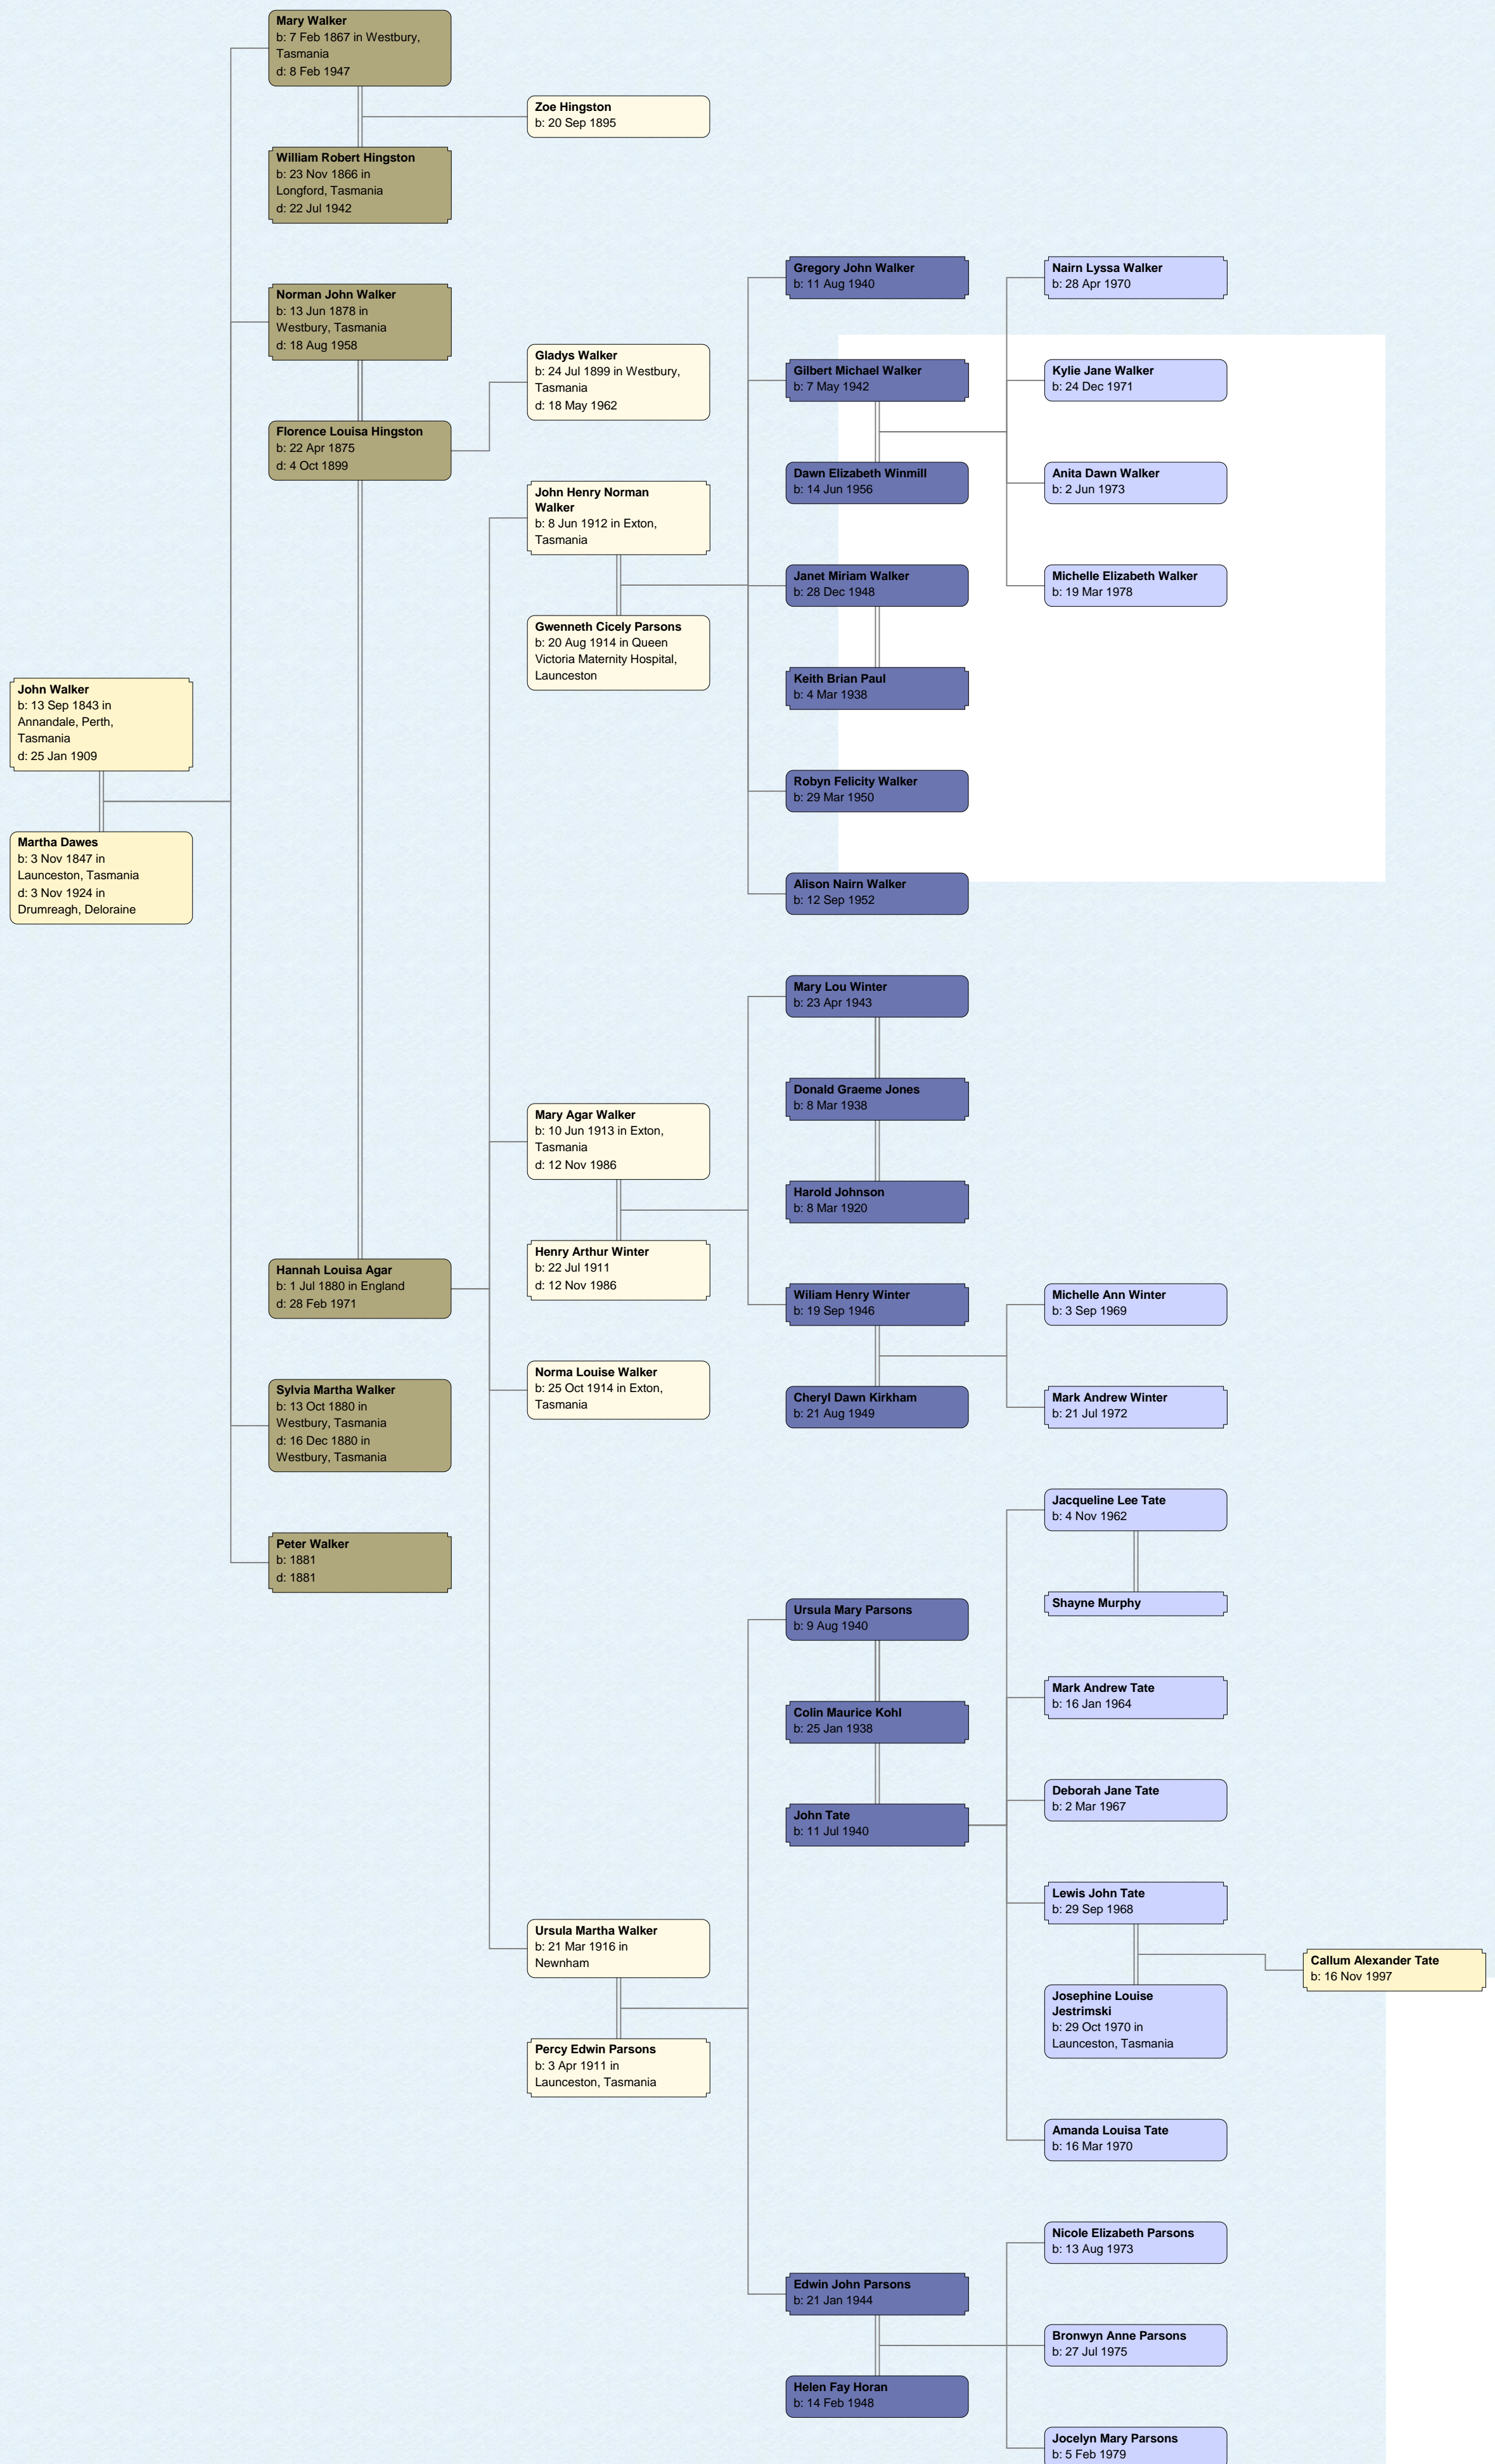 Mary Walker
b: 7 Feb 1867 in Westbury,
Tasmania
d: 8 Feb 1947
Zoe Hingston
b: 20 Sep 1895
William Robert Hingston
b: 23 Nov 1866 in
Longford, Tasmania
d: 22 Jul 1942
Gregory John Walker
b: 11 Aug 1940
Nairn Lyssa Walker
b: 28 Apr 1970
Norman John Walker
b: 13 Jun 1878 in
Westbury, Tasmania
d: 18 Aug 1958
Gladys Walker
b: 24 Jul 1899 in Westbury,
Tasmania
d: 18 May 1962
Gilbert Michael Walker
b: 7 May 1942
Kylie Jane Walker
b: 24 Dec 1971
Florence Louisa Hingston
b: 22 Apr 1875
d: 4 Oct 1899
Dawn Elizabeth Winmill
b: 14 Jun 1956
Anita Dawn Walker
b: 2 Jun 1973
John Henry Norman
Walker
b: 8 Jun 1912 in Exton,
Tasmania
Janet Miriam Walker
b: 28 Dec 1948
Michelle Elizabeth Walker
b: 19 Mar 1978
Gwenneth Cicely Parsons
b: 20 Aug 1914 in Queen
Victoria Maternity Hospital,
Launceston
Keith Brian Paul
b: 4 Mar 1938
John Walker
b: 13 Sep 1843 in
Annandale, Perth,
Tasmania
d: 25 Jan 1909
Robyn Felicity Walker
b: 29 Mar 1950
Martha Dawes
b: 3 Nov 1847 in
Launceston, Tasmania
d: 3 Nov 1924 in
Drumreagh, Deloraine
Alison Nairn Walker
b: 12 Sep 1952
Mary Lou Winter
b: 23 Apr 1943
Donald Graeme Jones
b: 8 Mar 1938
Mary Agar Walker
b: 10 Jun 1913 in Exton,
Tasmania
d: 12 Nov 1986
Harold Johnson
b: 8 Mar 1920
Henry Arthur Winter
b: 22 Jul 1911
d: 12 Nov 1986
Hannah Louisa Agar
b: 1 Jul 1880 in England
d: 28 Feb 1971
Wiliam Henry Winter
b: 19 Sep 1946
Michelle Ann Winter
b: 3 Sep 1969
Norma Louise Walker
b: 25 Oct 1914 in Exton,
Tasmania
Sylvia Martha Walker
b: 13 Oct 1880 in
Westbury, Tasmania
d: 16 Dec 1880 in
Westbury, Tasmania
Cheryl Dawn Kirkham
b: 21 Aug 1949
Mark Andrew Winter
b: 21 Jul 1972
Jacqueline Lee Tate
b: 4 Nov 1962
Peter Walker
b: 1881
d: 1881
Shayne Murphy
Ursula Mary Parsons
b: 9 Aug 1940
Mark Andrew Tate
b: 16 Jan 1964
Colin Maurice Kohl
b: 25 Jan 1938
Deborah Jane Tate
b: 2 Mar 1967
John Tate
b: 11 Jul 1940
Lewis John Tate
b: 29 Sep 1968
Ursula Martha Walker
b: 21 Mar 1916 in
Newnham
Callum Alexander Tate
b: 16 Nov 1997
Josephine Louise
Jestrimski
b: 29 Oct 1970 in
Launceston, Tasmania
Percy Edwin Parsons
b: 3 Apr 1911 in
Launceston, Tasmania
Amanda Louisa Tate
b: 16 Mar 1970
Nicole Elizabeth Parsons
b: 13 Aug 1973
Edwin John Parsons
b: 21 Jan 1944
Bronwyn Anne Parsons
b: 27 Jul 1975
Helen Fay Horan
b: 14 Feb 1948
Jocelyn Mary Parsons
b: 5 Feb 1979